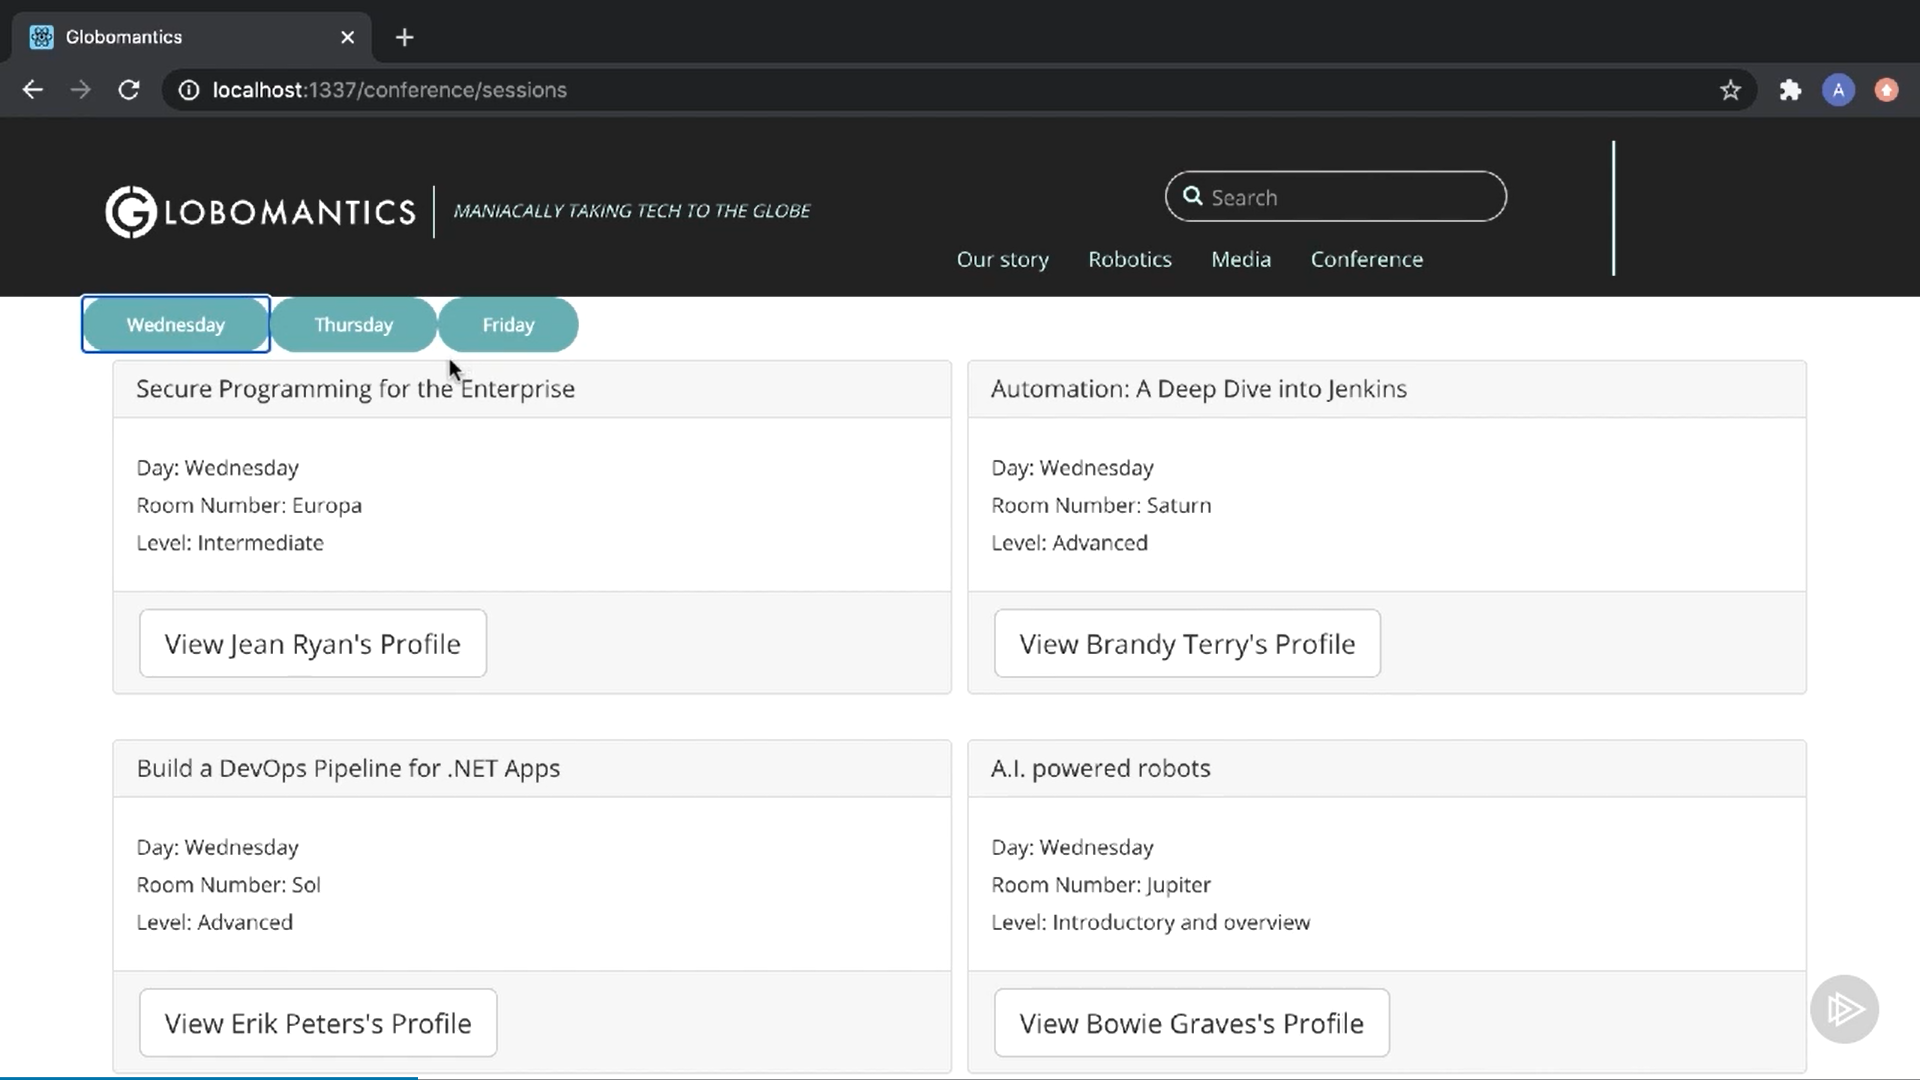 Globomantics
localhost:1337/conference/sessions
A
GLOBOMANTICS
MANIACALLY TAKING TECH TO THE GLOBE
Search
Our story Robotics Media Conference
Wednesday Thursday Friday
Secure Programming for the Enterprise
Day: Wednesday
Room Number: Europa
Level: Intermediate
View Jean Ryan's Profile
Automation: A Deep Dive into Jenkins
Day: Wednesday
Room Number: Saturn
Level: Advanced
View Brandy Terry's Profile
Build a DevOps Pipeline for .NET Apps
Day: Wednesday
Room Number: Sol
Level: Advanced
View Erik Peters's Profile
A.I. powered robots
Day: Wednesday
Room Number: Jupiter
Level: Introductory and overview
View Bowie Graves's Profile